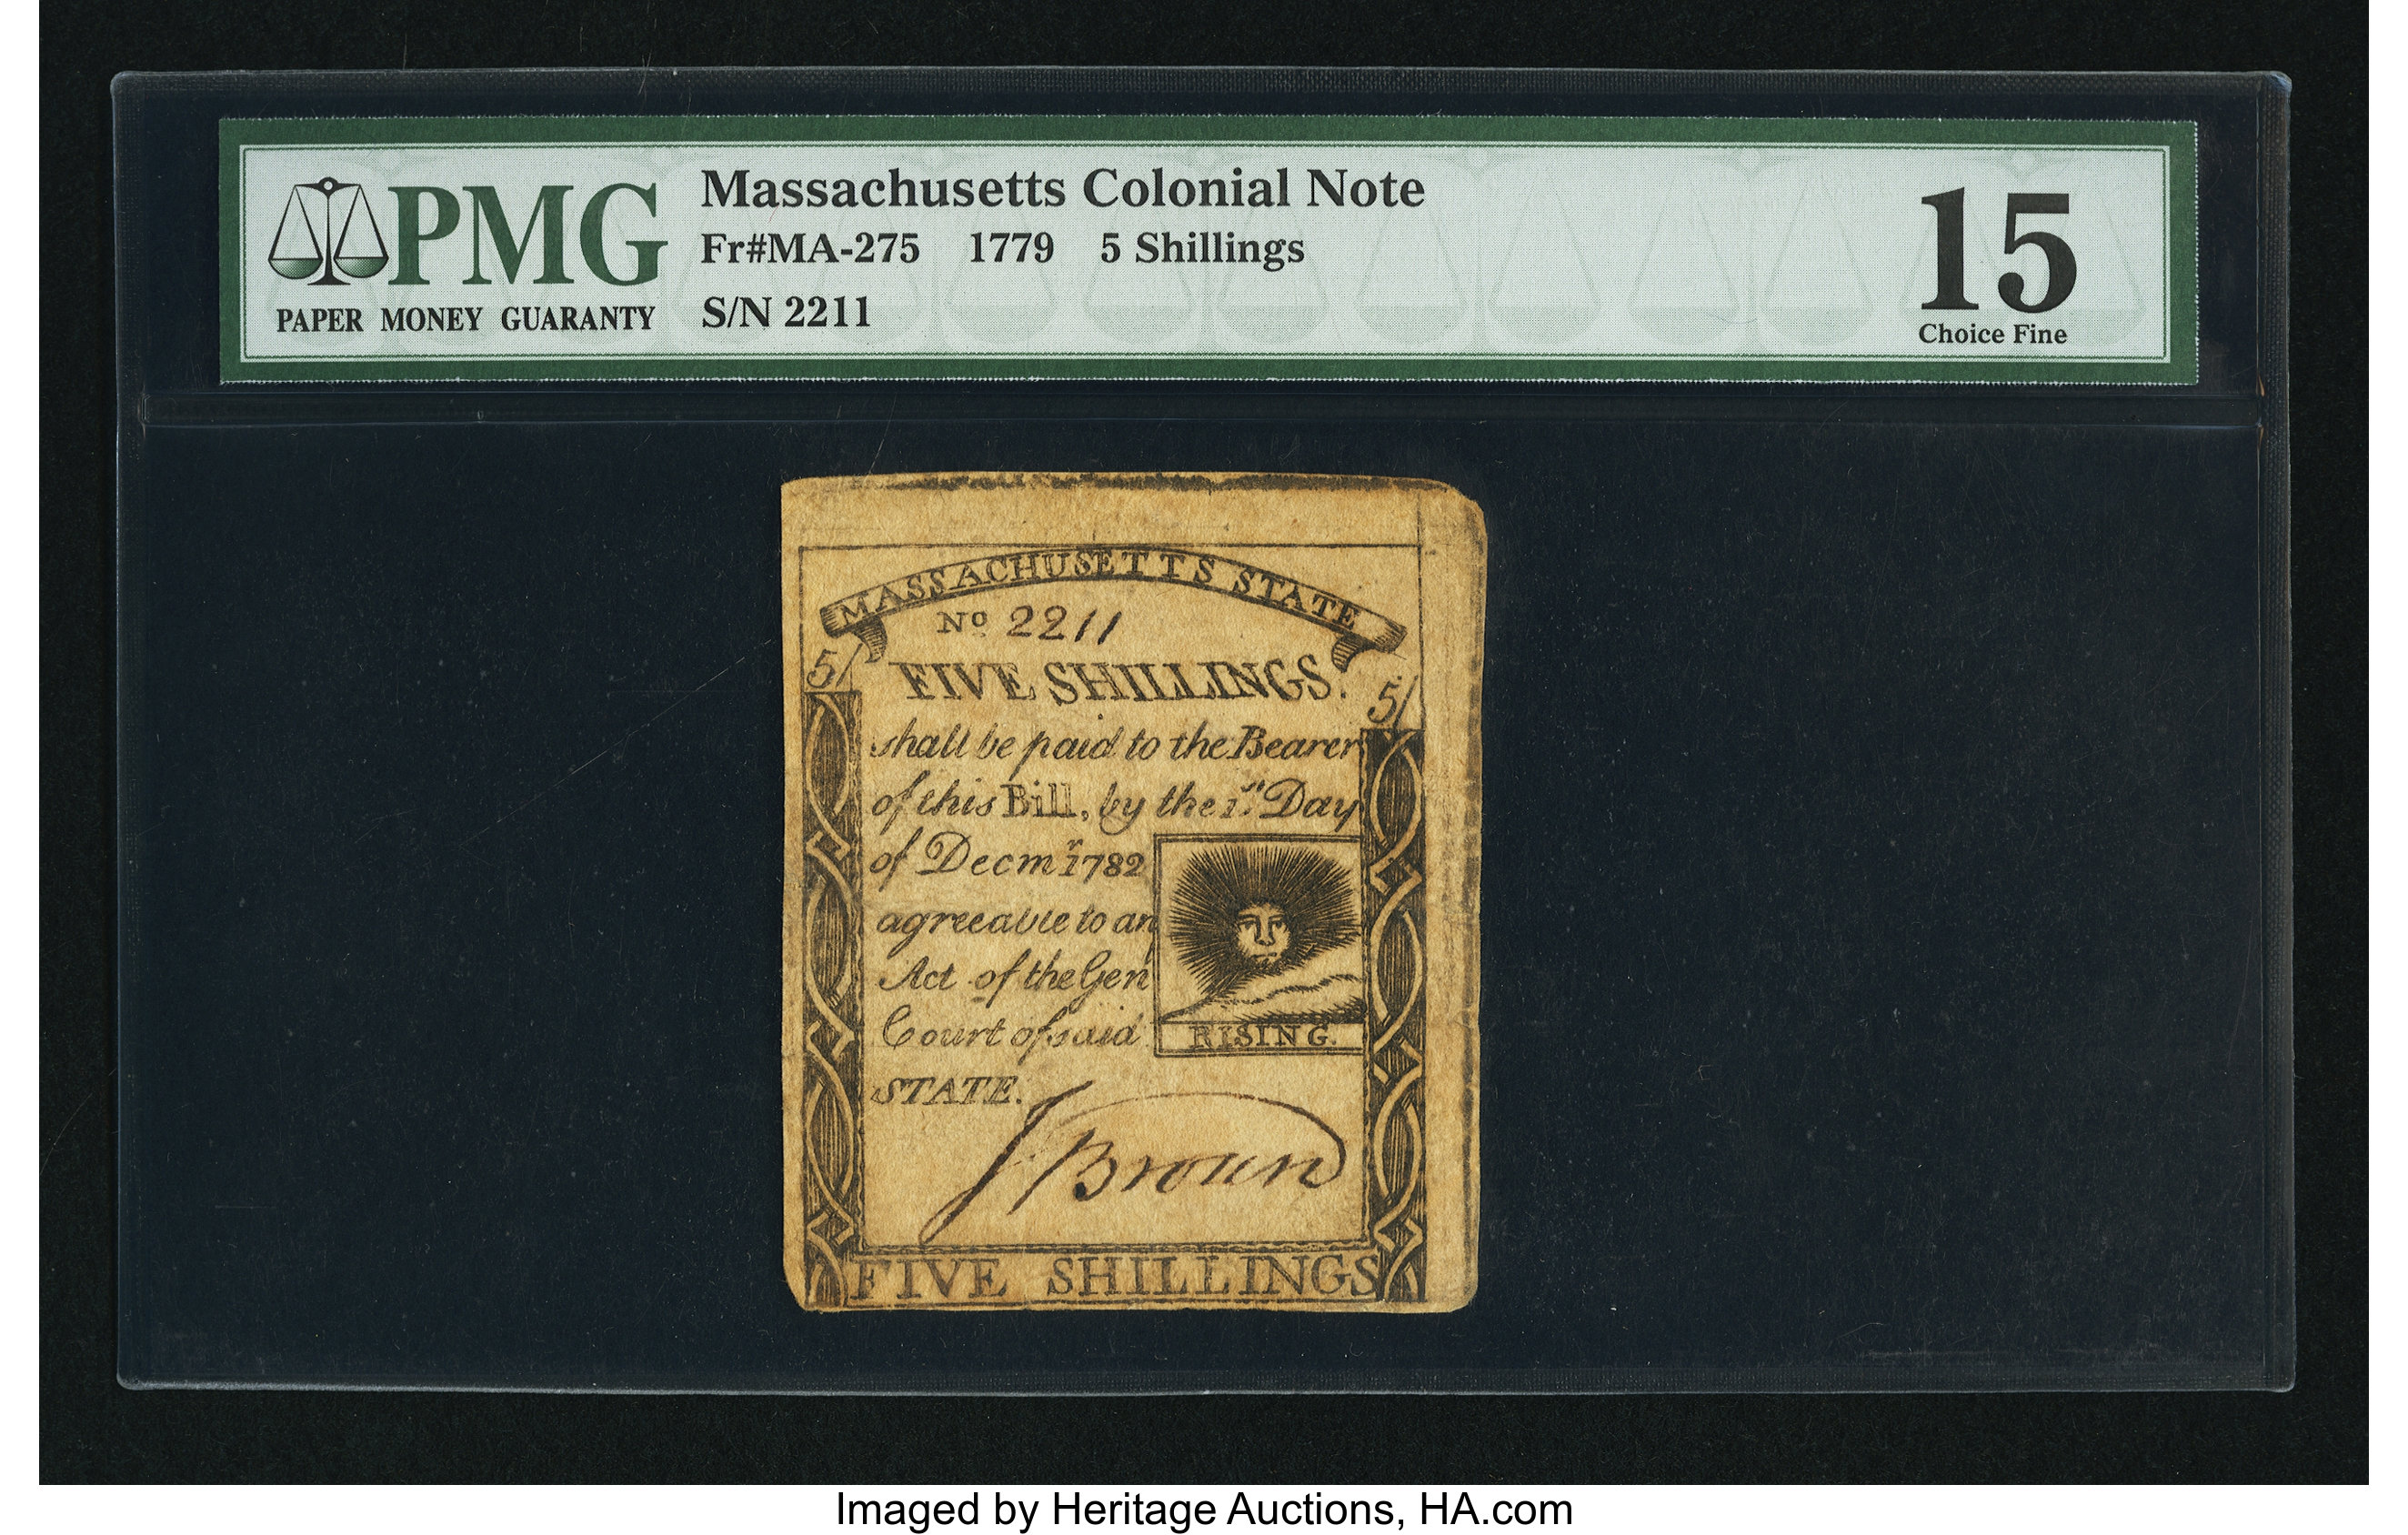 PMG
PAPER MONEY GUARANTY
Massachusetts Colonial Note
Fr#MA-275 1779 5 Shillings
S/N 2211
15
Choice Fine
MASSACHUSETTS STATE
Nº 2211
5/
FIVE SHILLINGS.
5/
shall be paid to the Bearer
of this Bill, by the 1.st Day
of Decmr 1782
agreeable to an
Act of the Gen
Court of said
STATE.
RISING.
J Brown
FIVE SHILLINGS
Imaged by Heritage Auctions, HA.com